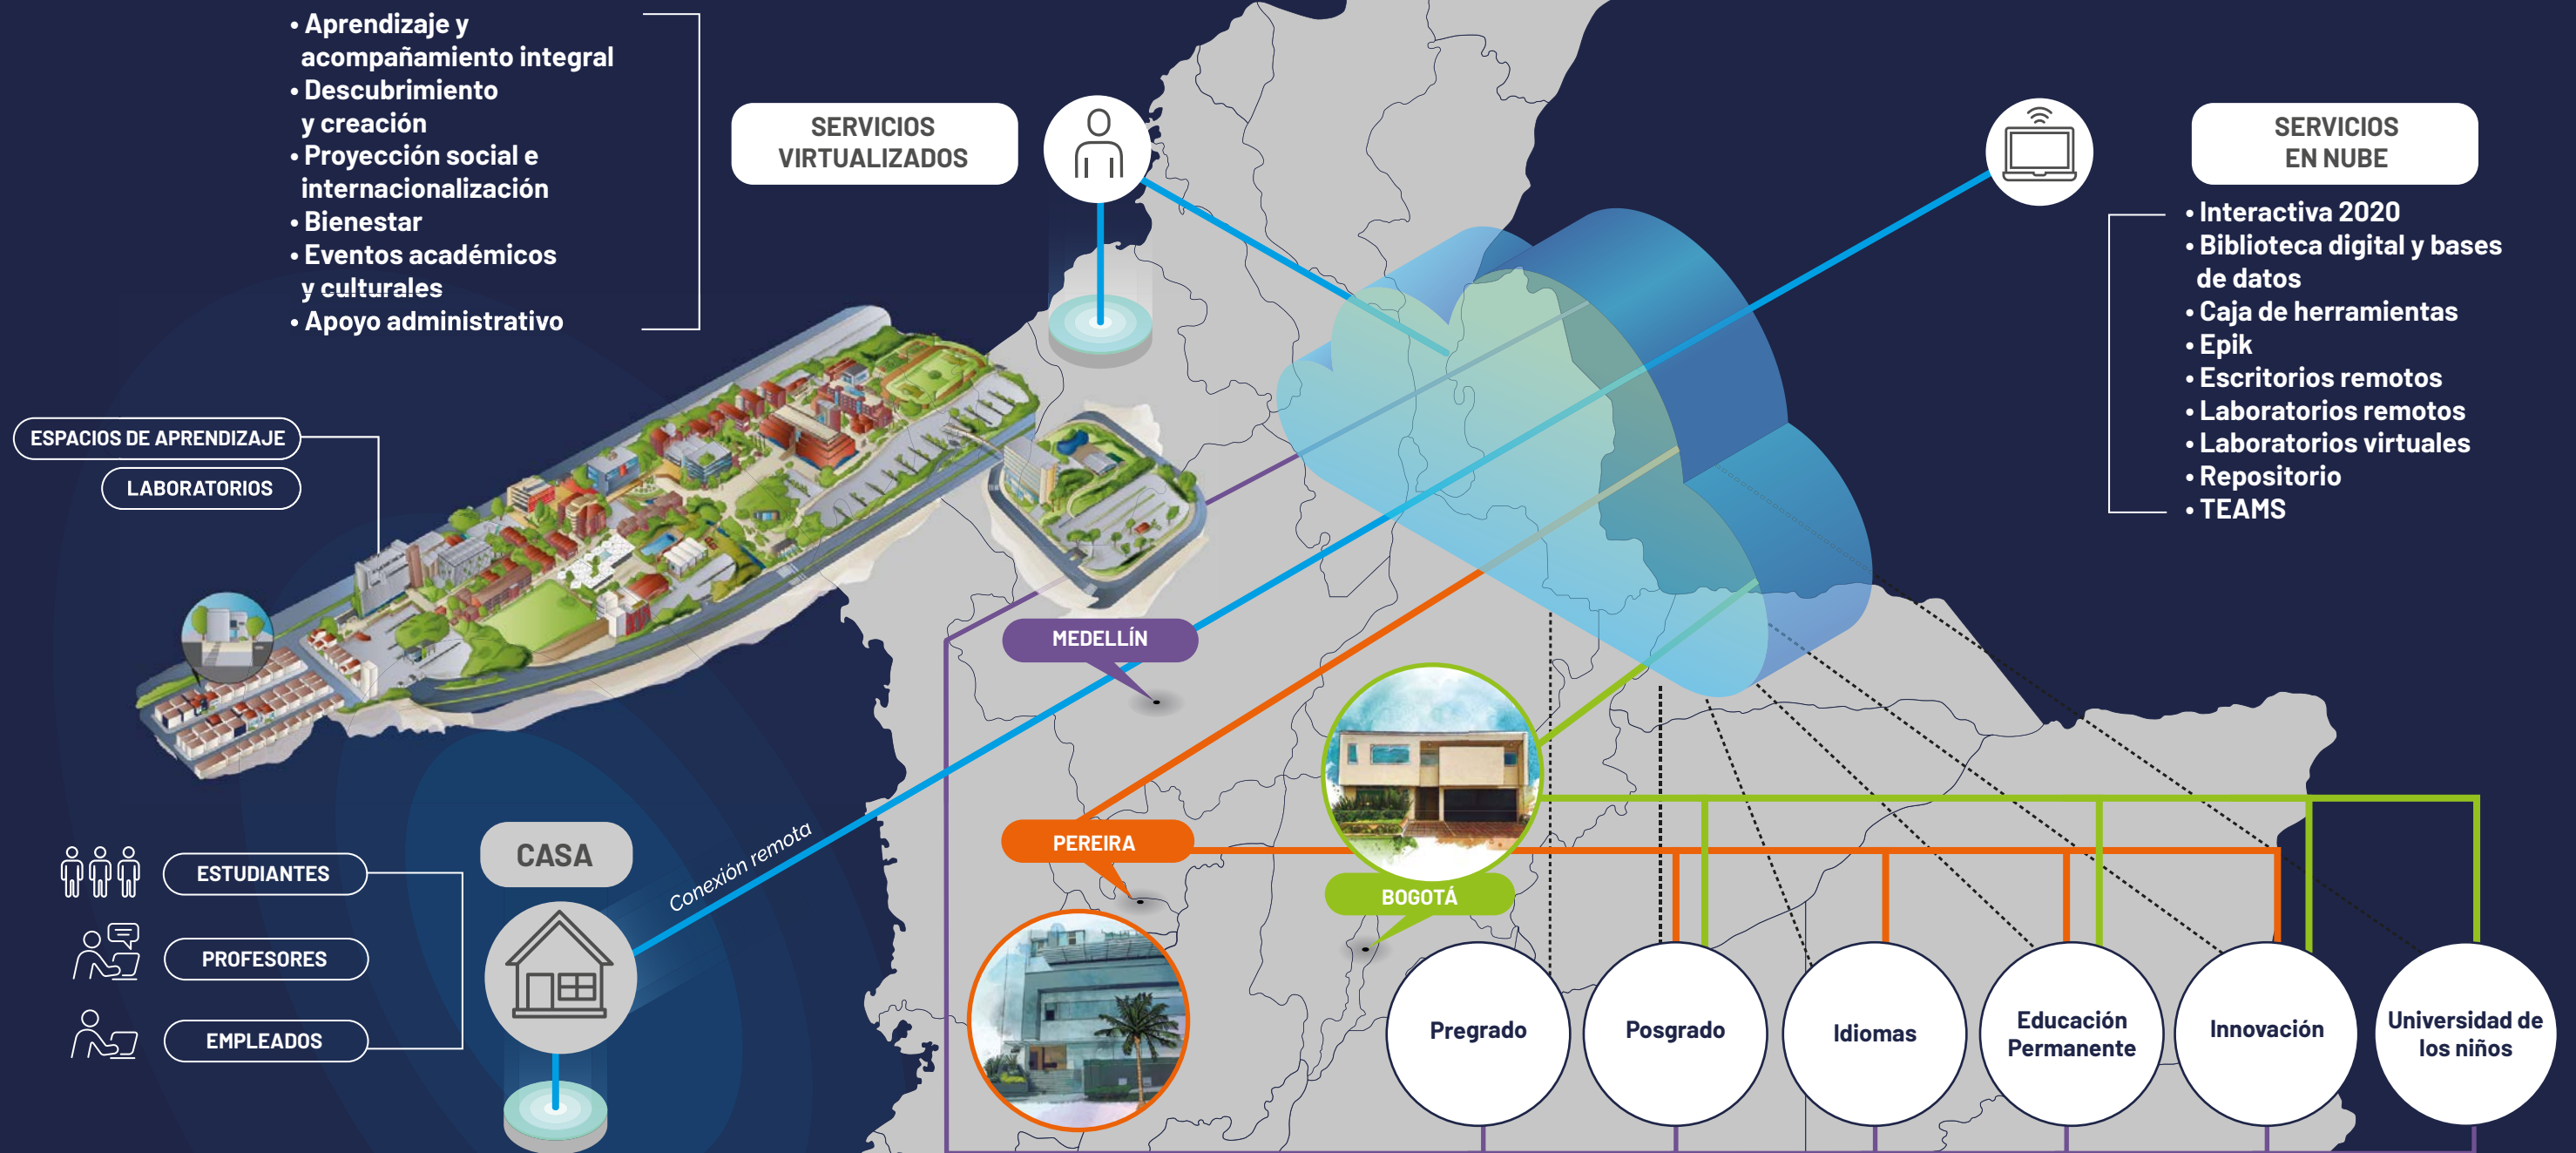 • Aprendizaje y
acompañamiento integral
• Descubrimiento
y creación
• Proyección social e
internacionalización
• Bienestar
• Eventos académicos
y culturales
• Apoyo administrativo
SERVICIOS
VIRTUALIZADOS
SERVICIOS
EN NUBE
• Interactiva 2020
• Biblioteca digital y bases
de datos
• Caja de herramientas
• Epik
• Escritorios remotos
• Laboratorios remotos
• Laboratorios virtuales
• Repositorio
• TEAMS
ESPACIOS DE APRENDIZAJE
LABORATORIOS
MEDELLÍN
PEREIRA
BOGOTÁ
CASA
Conexión remota
ESTUDIANTES
PROFESORES
EMPLEADOS
Pregrado
Posgrado
Idiomas
Educación
Permanente
Innovación
Universidad de
los niños